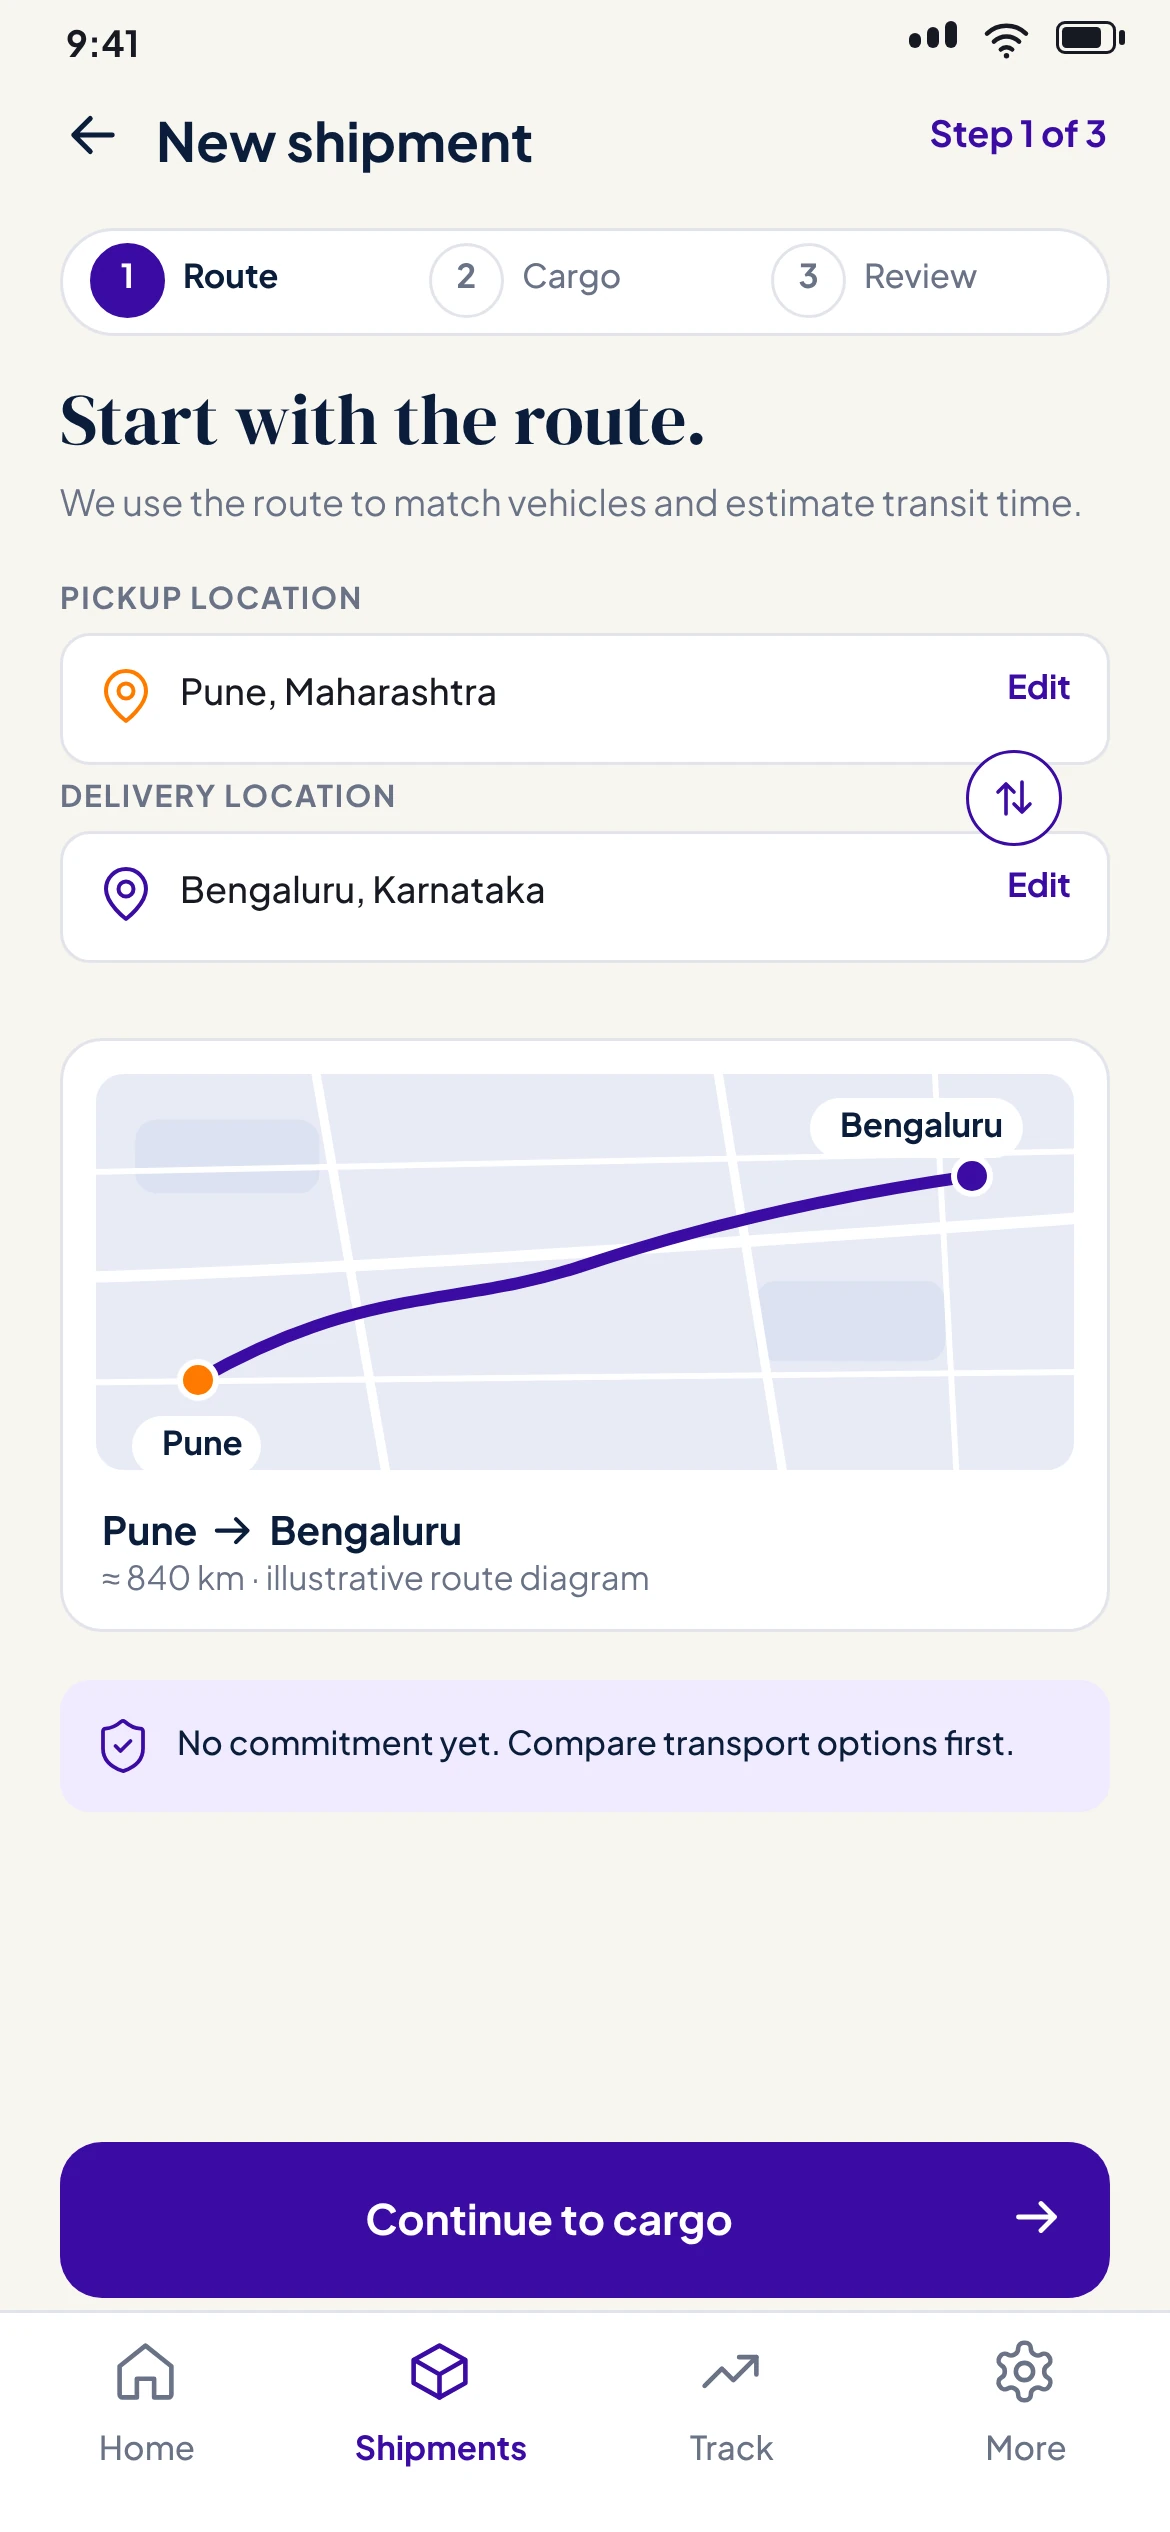 9:41
New shipment
Step 1 of 3
1 Route
2 Cargo
3 Review
Start with the route.
We use the route to match vehicles and estimate transit time.
PICKUP LOCATION
Pune, Maharashtra
Edit
DELIVERY LOCATION
Bengaluru, Karnataka
Edit
Bengaluru
Pune
Pune → Bengaluru
≈ 840 km · illustrative route diagram
No commitment yet. Compare transport options first.
Continue to cargo →
Home
Shipments
Track
More